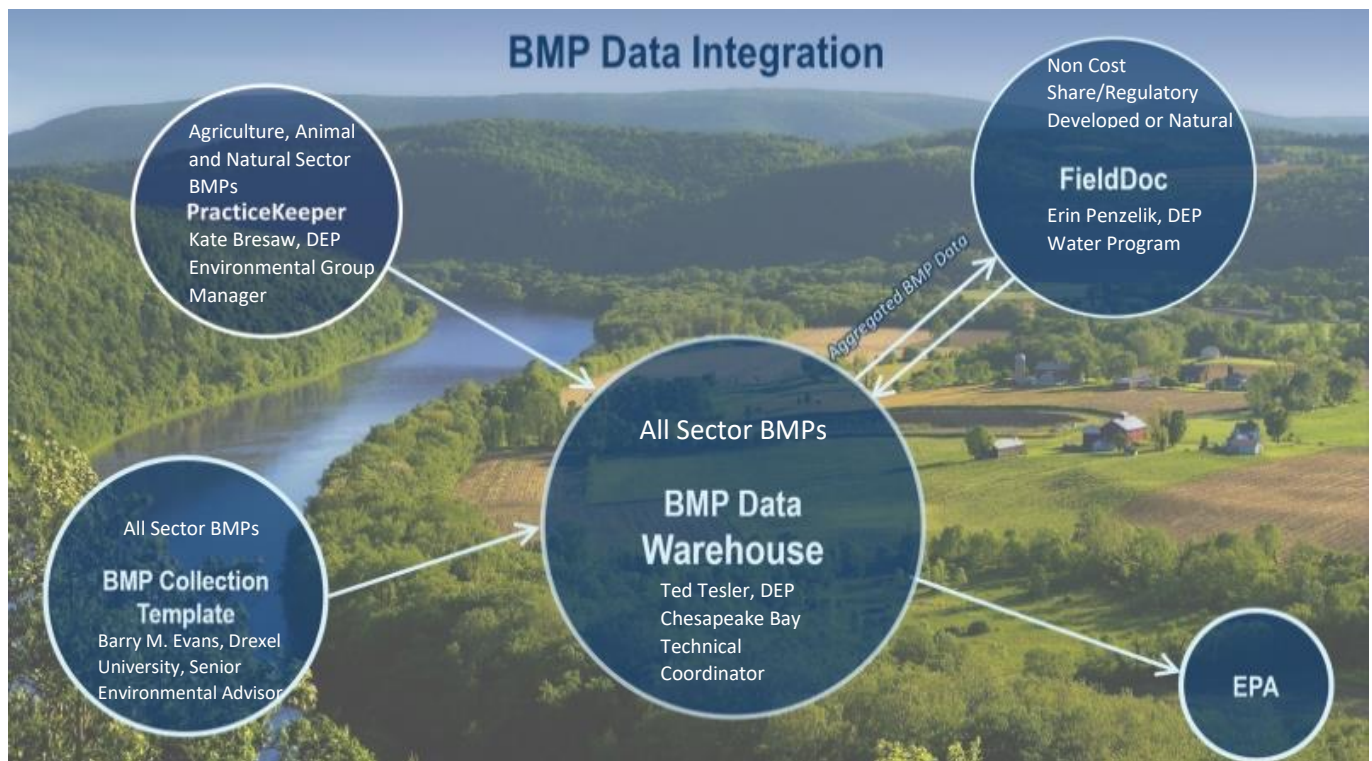 BMP Data Integration
Agriculture, Animal
and Natural Sector
BMPs
PracticeKeeper
Kate Bresaw, DEP
Environmental Group
Manager
Non Cost
Share/Regulatory
Developed or Natural
FieldDoc
Erin Penzelik, DEP
Water Program
Aggregated BMP Data
All Sector BMPs
BMP Data
Warehouse
Ted Tesler, DEP
Chesapeake Bay
Technical
Coordinator
All Sector BMPs
BMP Collection
Template
Barry M. Evans, Drexel
University, Senior
Environmental Advisor
EPA